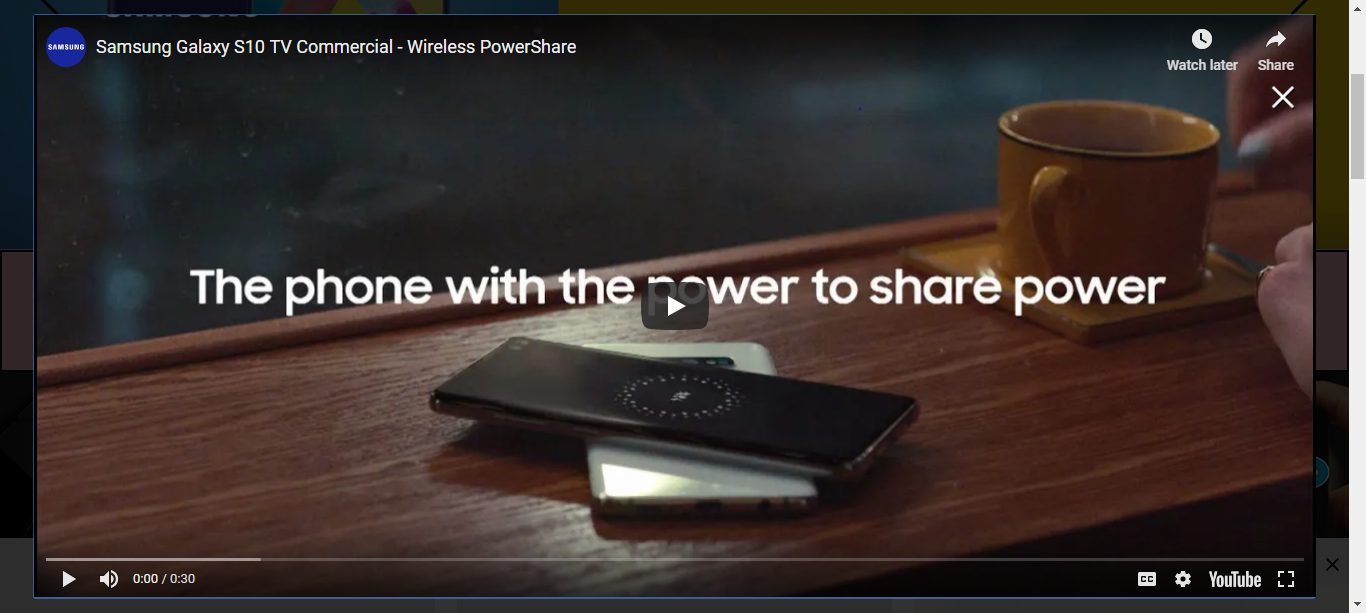 SAMSUNG
SAMSUNG
Samsung Galaxy S10 TV Commercial - Wireless PowerShare
Watch later
Share
The phone with the power to share power
0:00 / 0:30
CC
YouTube